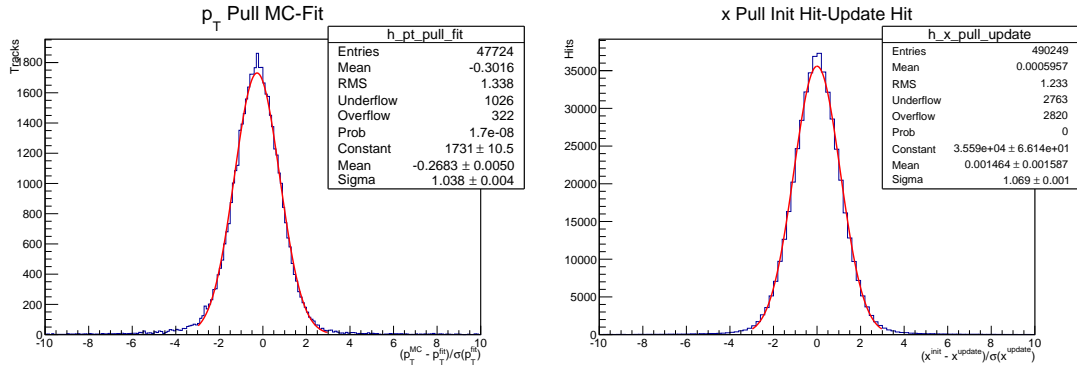 p_T Pull MC-Fit
Tracks
h_pt_pull_fit
Entries 47724
Mean -0.3016
RMS 1.338
Underflow 1026
Overflow 322
Prob 1.7e-08
Constant 1731 ± 10.5
Mean -0.2683 ± 0.0050
Sigma 1.038 ± 0.004
1800
1600
1400
1200
1000
800
600
400
200
0
-10 -8 -6 -4 -2 0 2 4 6 8 10
(p_T^MC - p_T^fit)/σ(p_T^fit)
x Pull Init Hit-Update Hit
Hits
h_x_pull_update
Entries 490249
Mean 0.0005957
RMS 1.233
Underflow 2763
Overflow 2820
Prob 0
Constant 3.559e+04 ± 6.614e+01
Mean 0.001464 ± 0.001587
Sigma 1.069 ± 0.001
35000
30000
25000
20000
15000
10000
5000
0
-10 -8 -6 -4 -2 0 2 4 6 8 10
(x^init - x^update)/σ(x^update)